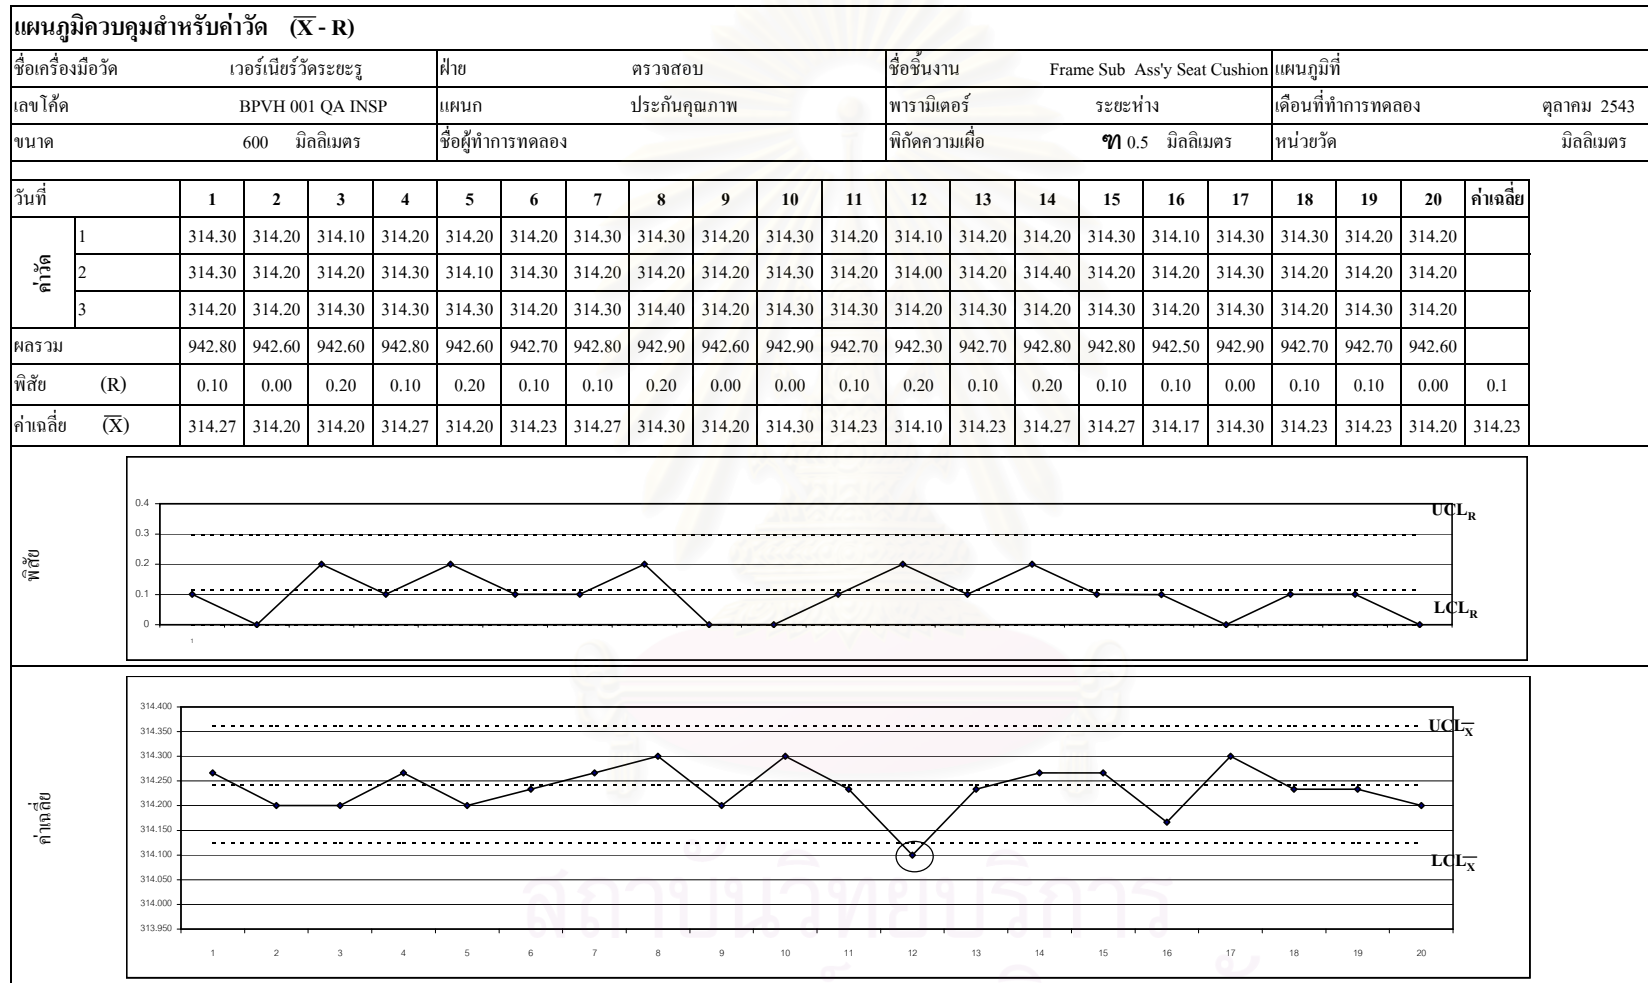 แผนภูมิควบคุมสำหรับค่าวัด (X̅ - R)
ชื่อเครื่องมือวัด เวอร์เนียร์วัดระยะรู ฝ่าย ตรวจสอบ ชื่อชิ้นงาน Frame Sub Ass'y Seat Cushion แผนภูมิที่
เลขโค้ด BPVH 001 QA INSP แผนก ประกันคุณภาพ พารามิเตอร์ ระยะห่าง เดือนที่ทำการทดลอง ตุลาคม 2543
ขนาด 600 มิลลิเมตร ชื่อผู้ทำการทดลอง พิกัดความเผื่อ ฑ 0.5 มิลลิเมตร หน่วยวัด มิลลิเมตร
วันที่ 1 2 3 4 5 6 7 8 9 10 11 12 13 14 15 16 17 18 19 20 ค่าเฉลี่ย
ค่าวัด
1 314.30 314.20 314.10 314.20 314.20 314.20 314.30 314.30 314.20 314.30 314.20 314.10 314.20 314.20 314.30 314.10 314.30 314.30 314.20 314.20
2 314.30 314.20 314.20 314.30 314.10 314.30 314.20 314.20 314.20 314.30 314.20 314.00 314.20 314.40 314.20 314.20 314.30 314.20 314.20 314.20
3 314.20 314.20 314.30 314.30 314.30 314.20 314.30 314.40 314.20 314.30 314.30 314.20 314.30 314.20 314.30 314.20 314.30 314.20 314.30 314.20
ผลรวม 942.80 942.60 942.60 942.80 942.60 942.70 942.80 942.90 942.60 942.90 942.70 942.30 942.70 942.80 942.80 942.50 942.90 942.70 942.70 942.60
พิสัย (R) 0.10 0.00 0.20 0.10 0.20 0.10 0.10 0.20 0.00 0.00 0.10 0.20 0.10 0.20 0.10 0.10 0.00 0.10 0.10 0.00 0.1
ค่าเฉลี่ย (X̅) 314.27 314.20 314.20 314.27 314.20 314.23 314.27 314.30 314.20 314.30 314.23 314.10 314.23 314.27 314.27 314.17 314.30 314.23 314.23 314.20 314.23
พิสัย
0.4
0.3
0.2
0.1
0
1
UCL_R
LCL_R
ค่าเฉลี่ย
314.400
314.350
314.300
314.250
314.200
314.150
314.100
314.050
314.000
313.950
1 2 3 4 5 6 7 8 9 10 11 12 13 14 15 16 17 18 19 20
UCL_X̅
LCL_X̅
สถาบันวิทยบริการ